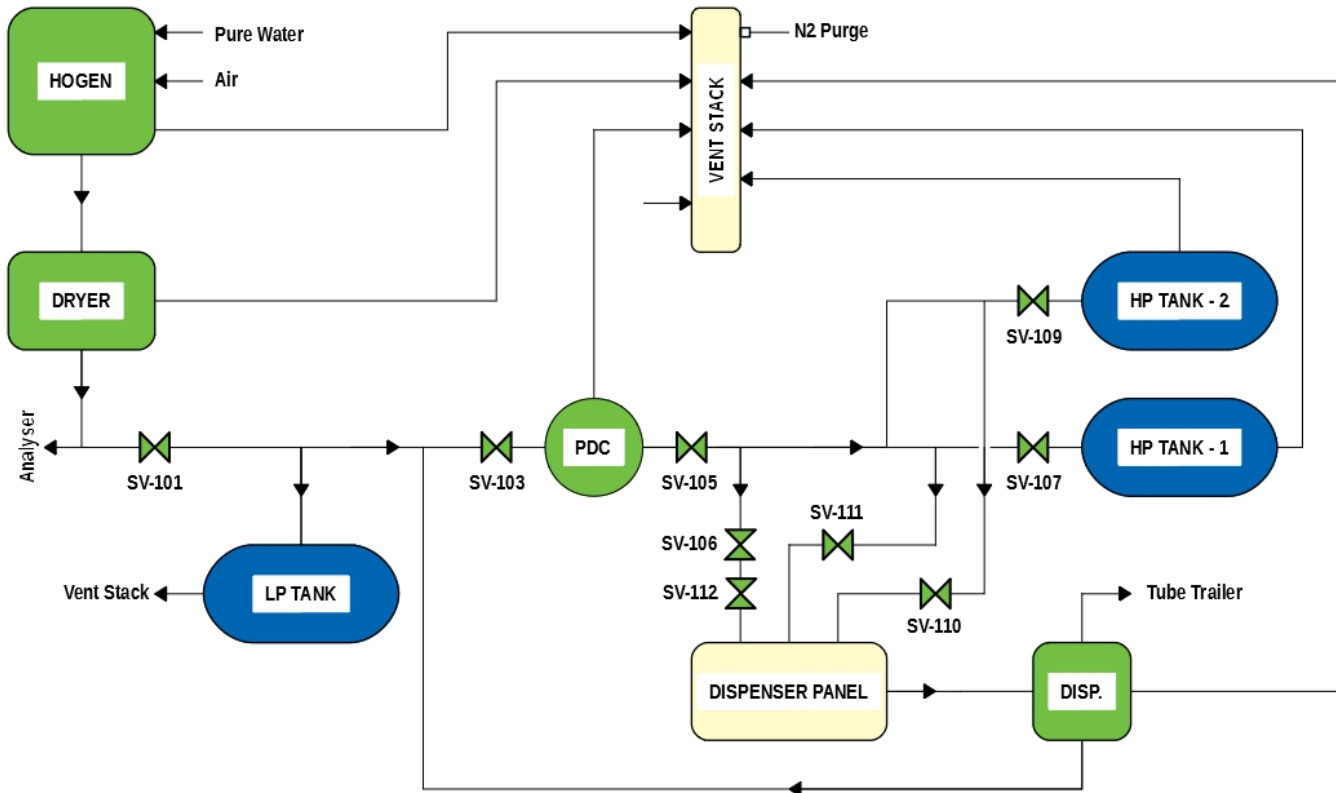 Pure Water
N2 Purge
HOGEN
Air
VENT STACK
DRYER
HP TANK - 2
SV-109
Analyser
PDC
HP TANK - 1
SV-101
SV-103
SV-105
SV-107
SV-111
SV-106
Vent Stack
LP TANK
SV-112
Tube Trailer
SV-110
DISPENSER PANEL
DISP.